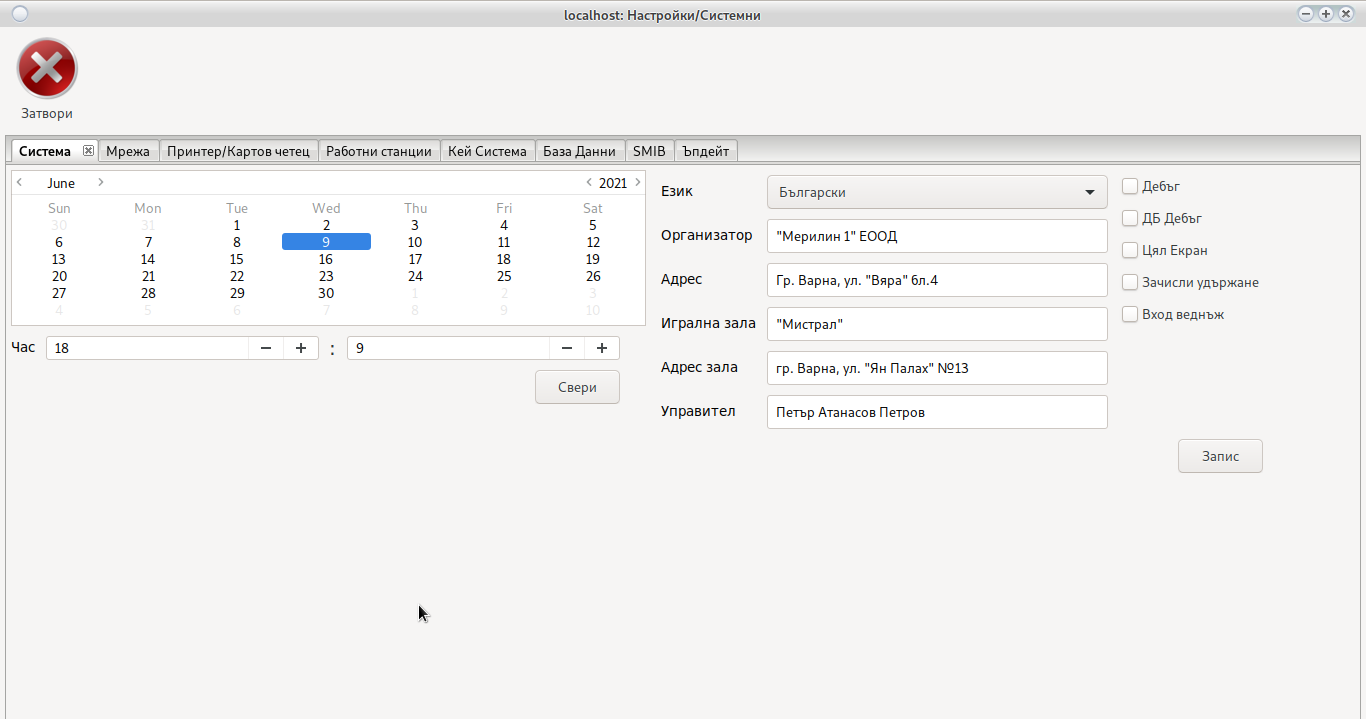 localhost: Настройки/Системни
Затвори
Система Мрежа Принтер/Картов четец Работни станции Кей Система База Данни SMIB Ъпдейт
June 2021
Sun Mon Tue Wed Thu Fri Sat
30 31 1 2 3 4 5
6 7 8 9 10 11 12
13 14 15 16 17 18 19
20 21 22 23 24 25 26
27 28 29 30 1 2 3
4 5 6 7 8 9 10
Час 18 : 9
Свери
Език Български
Организатор "Мерилин 1" ЕООД
Адрес Гр. Варна, ул. "Вяра" бл.4
Игрална зала "Мистрал"
Адрес зала гр. Варна, ул. "Ян Палах" №13
Управител Петър Атанасов Петров
Дебъг
ДБ Дебъг
Цял Екран
Зачисли удържане
Вход веднъж
Запис